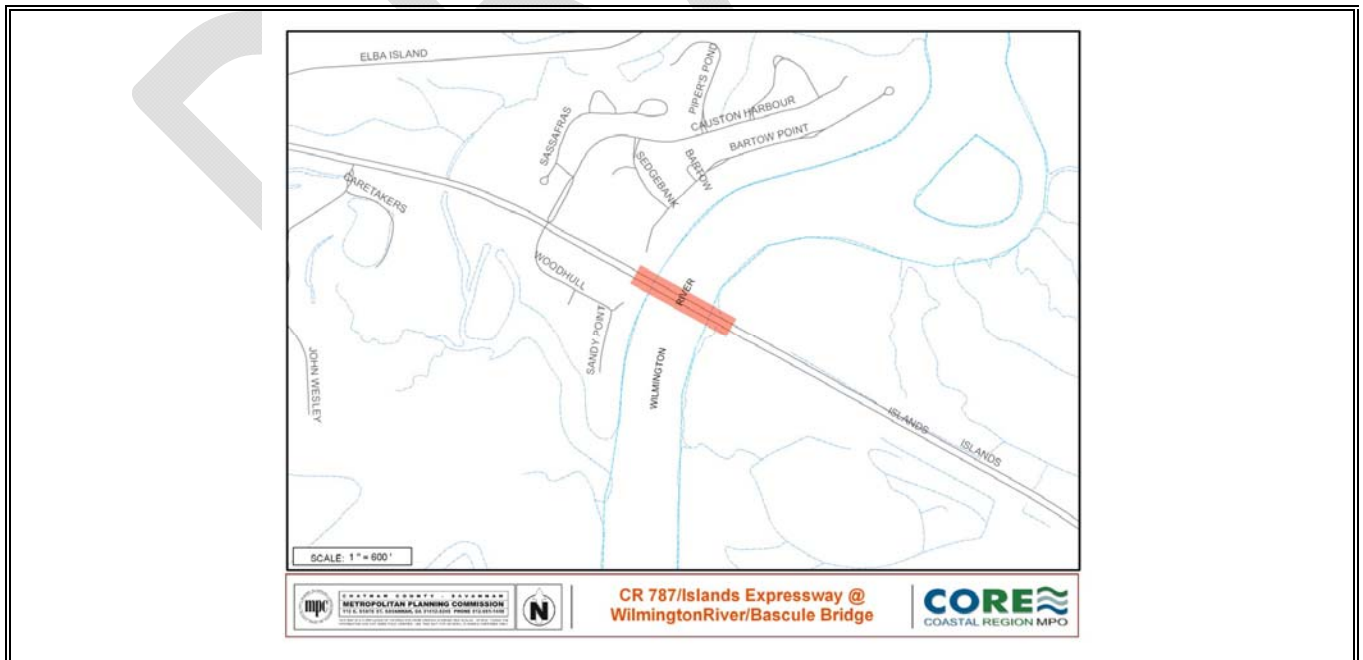 ELBA ISLAND
PIPER'S POND
CAUSTON HARBOUR
SASSAFRAS
BARTOW POINT
SEDGEBANK
BARTOW
CARETAKERS
WOODHULL
RIVER
SANDY POINT
WILMINGTON
JOHN WESLEY
ISLANDS
ISLANDS
SCALE: 1" = 600'
mpc
CHATHAM COUNTY - SAVANNAH
METROPOLITAN PLANNING COMMISSION
N
CR 787/Islands Expressway @
WilmingtonRiver/Bascule Bridge
CORE
COASTAL REGION MPO